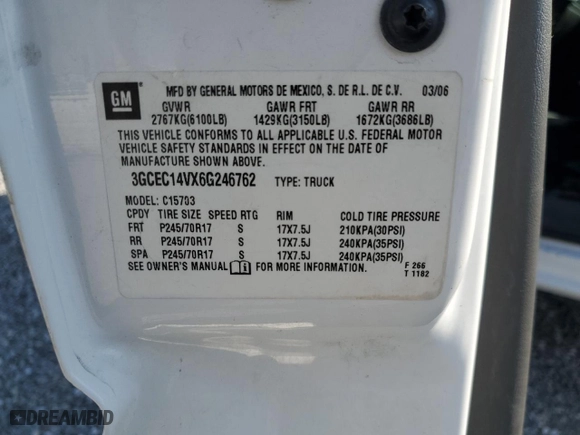 GM
MFD BY GENERAL MOTORS DE MEXICO, S. DE R.L. DE C.V. 03/06
GVWR GAWR FRT GAWR RR
2767KG(6100LB) 1429KG(3150LB) 1672KG(3686LB)
THIS VEHICLE CONFORMS TO ALL APPLICABLE U.S. FEDERAL MOTOR
VEHICLE SAFETY STANDARDS IN EFFECT ON THE DATE OF
MANUFACTURE SHOWN ABOVE.
3GCEC14VX6G246762 TYPE: TRUCK
MODEL: C15703
CPDY TIRE SIZE SPEED RTG RIM COLD TIRE PRESSURE
FRT P245/70R17 S 17X7.5J 210KPA(30PSI)
RR P245/70R17 S 17X7.5J 240KPA(35PSI)
SPA P245/70R17 S 17X7.5J 240KPA(35PSI)
SEE OWNER'S MANUAL FOR MORE INFORMATION. F 266
T 1182
DREAMBID